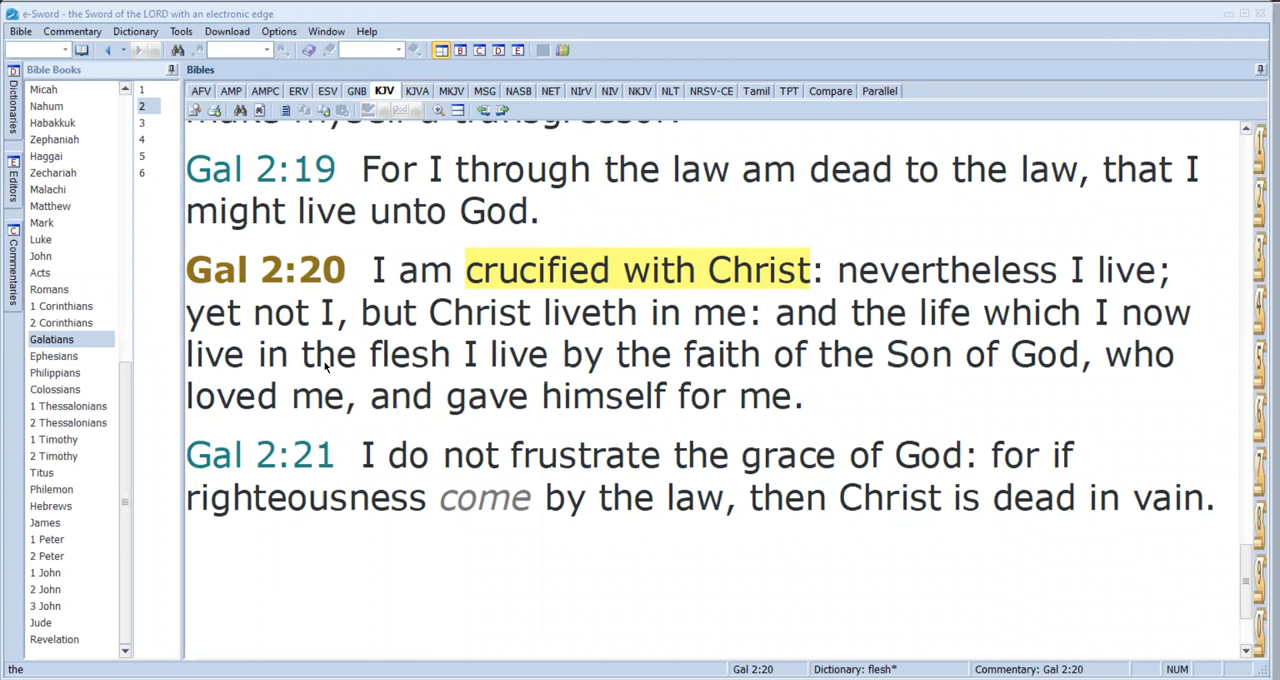 e-Sword - the Sword of the LORD with an electronic edge
Bible Commentary Dictionary Tools Download Options Window Help
Bible Books
Bibles
Dictionaries
Editors
Commentaries
Micah
Nahum
Habakkuk
Zephaniah
Haggai
Zechariah
Malachi
Matthew
Mark
Luke
John
Acts
Romans
1 Corinthians
2 Corinthians
Galatians
Ephesians
Philippians
Colossians
1 Thessalonians
2 Thessalonians
1 Timothy
2 Timothy
Titus
Philemon
Hebrews
James
1 Peter
2 Peter
1 John
2 John
3 John
Jude
Revelation
1
2
3
4
5
6
AFV AMP AMPC ERV ESV GNB KJV KJVA MKJV MSG NASB NET NIrV NIV NKJV NLT NRSV-CE Tamil TPT Compare Parallel
make myself a transgressor.
Gal 2:19 For I through the law am dead to the law, that I
might live unto God.
Gal 2:20 I am crucified with Christ: nevertheless I live;
yet not I, but Christ liveth in me: and the life which I now
live in the flesh I live by the faith of the Son of God, who
loved me, and gave himself for me.
Gal 2:21 I do not frustrate the grace of God: for if
righteousness come by the law, then Christ is dead in vain.
the
Gal 2:20
Dictionary: flesh*
Commentary: Gal 2:20
NUM